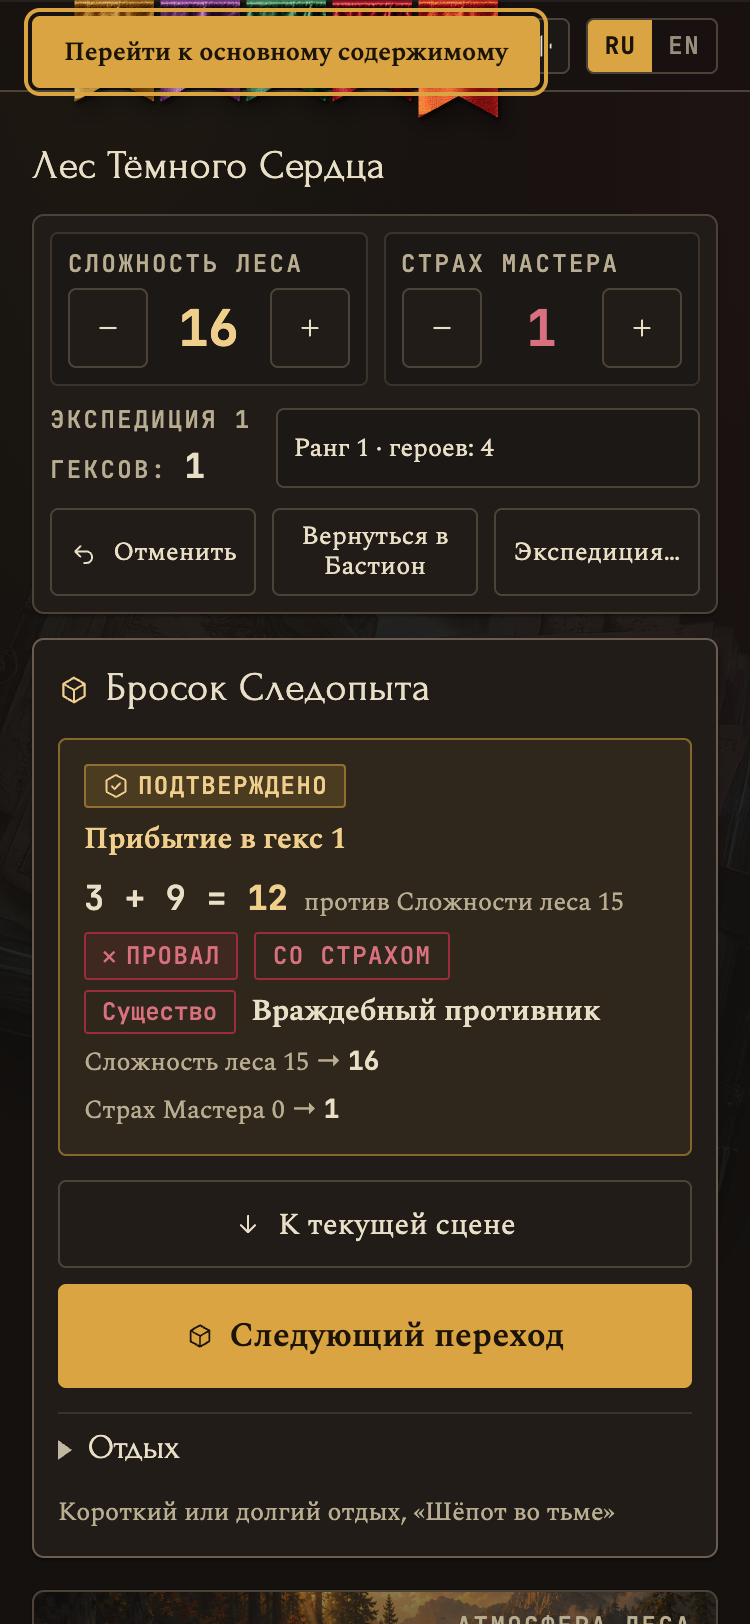 Перейти к основному содержимому
RU EN
Лес Тёмного Сердца
СЛОЖНОСТЬ ЛЕСА
− 16 +
СТРАХ МАСТЕРА
− 1 +
ЭКСПЕДИЦИЯ 1
ГЕКСОВ: 1
Ранг 1 · героев: 4
Отменить
Вернуться в
Бастион
Экспедиция…
Бросок Следопыта
ПОДТВЕРЖДЕНО
Прибытие в гекс 1
3 + 9 = 12 против Сложности леса 15
× ПРОВАЛ СО СТРАХОМ
Существо Враждебный противник
Сложность леса 15 → 16
Страх Мастера 0 → 1
↓ К текущей сцене
Следующий переход
Отдых
Короткий или долгий отдых, «Шёпот во тьме»
АТМОСФЕРА ЛЕСА